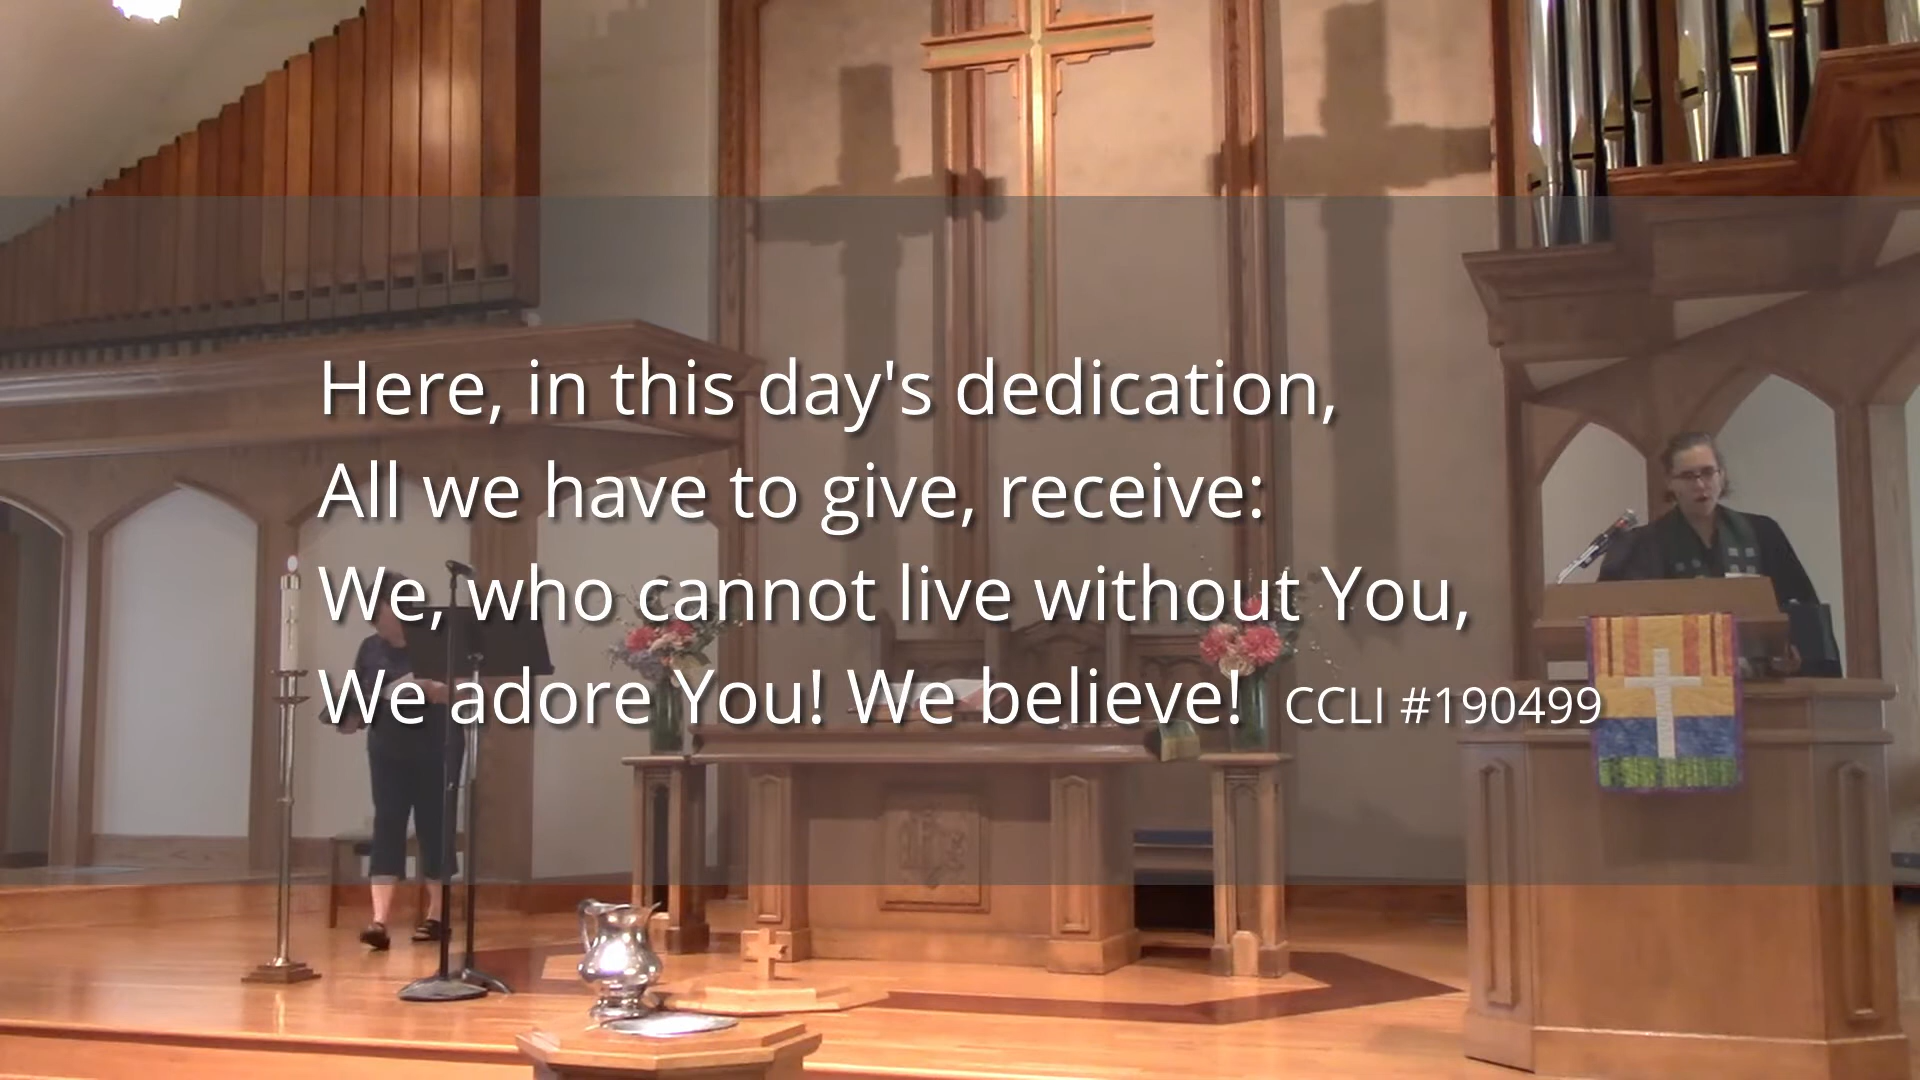 Here, in this day's dedication,
All we have to give, receive:
We, who cannot live without You,
We adore You! We believe! CCLI #190499